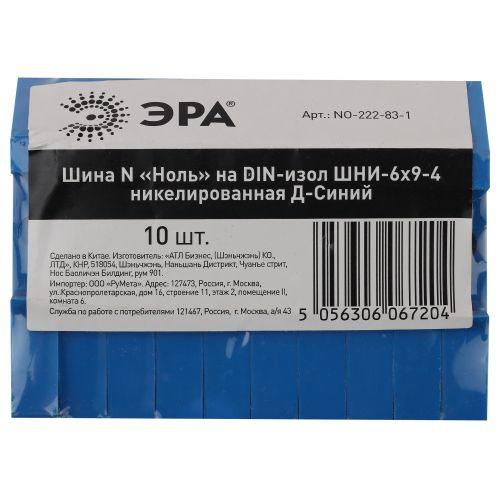 ЭРА®
Арт.: NO-222-83-1
Шина N «Ноль» на DIN-изол ШНИ-6х9-4
никелированная Д-Синий
10 шт.
Сделано в Китае. Изготовитель: «АТЛ Бизнес, (Шэньчжэнь) КО.,
ЛТД», КНР, 518054, Шэньчжэнь, Наньшань Дистрикт, Чуанъе стрит,
Нос Баоличэн Билдинг, рум 901.
Импортер: ООО «РуМета». Адрес: 127473, Россия, г. Москва,
ул. Краснопролетарская, дом 16, строение 11, этаж 2, помещение II,
комната 6.
Служба по работе с потребителями 121467, Россия, г. Москва, а/я 43
5 056306 067204